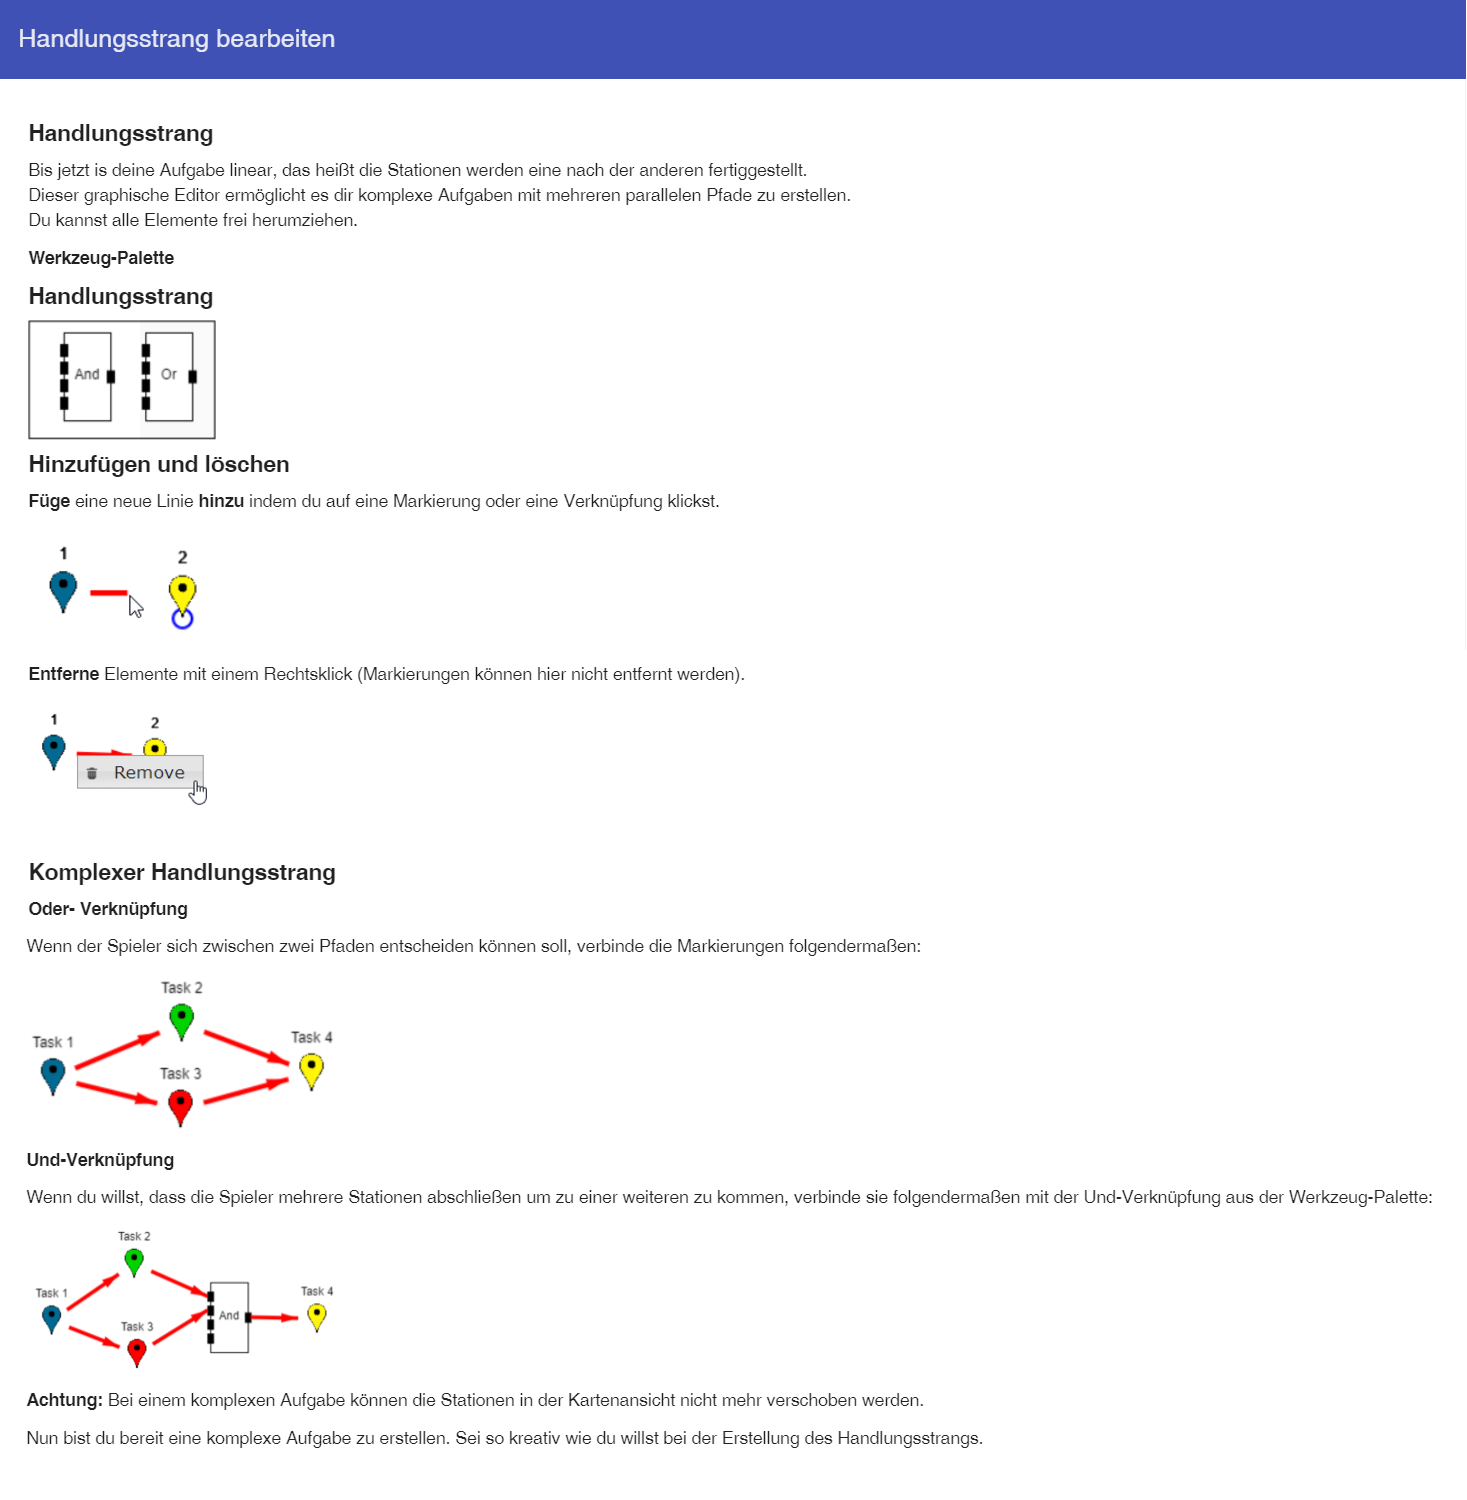 Handlungsstrang bearbeiten
Handlungsstrang
Bis jetzt is deine Aufgabe linear, das heißt die Stationen werden eine nach der anderen fertiggestellt.
Dieser graphische Editor ermöglicht es dir komplexe Aufgaben mit mehreren parallelen Pfade zu erstellen.
Du kannst alle Elemente frei herumziehen.
Werkzeug-Palette
Handlungsstrang
And Or
Hinzufügen und löschen
Füge eine neue Linie hinzu indem du auf eine Markierung oder eine Verknüpfung klickst.
1 2
Entferne Elemente mit einem Rechtsklick (Markierungen können hier nicht entfernt werden).
1 2
Remove
Komplexer Handlungsstrang
Oder- Verknüpfung
Wenn der Spieler sich zwischen zwei Pfaden entscheiden können soll, verbinde die Markierungen folgendermaßen:
Task 2
Task 1
Task 4
Task 3
Und-Verknüpfung
Wenn du willst, dass die Spieler mehrere Stationen abschließen um zu einer weiteren zu kommen, verbinde sie folgendermaßen mit der Und-Verknüpfung aus der Werkzeug-Palette:
Task 2
Task 1
Task 4
And
Task 3
Achtung: Bei einem komplexen Aufgabe können die Stationen in der Kartenansicht nicht mehr verschoben werden.
Nun bist du bereit eine komplexe Aufgabe zu erstellen. Sei so kreativ wie du willst bei der Erstellung des Handlungsstrangs.